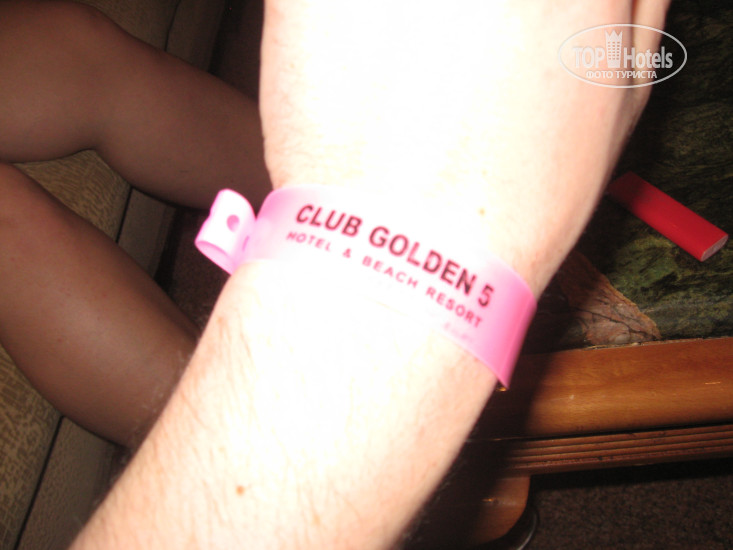 TOP Hotels
ФОТО ТУРИСТА
CLUB GOLDEN 5
HOTEL & BEACH RESORT